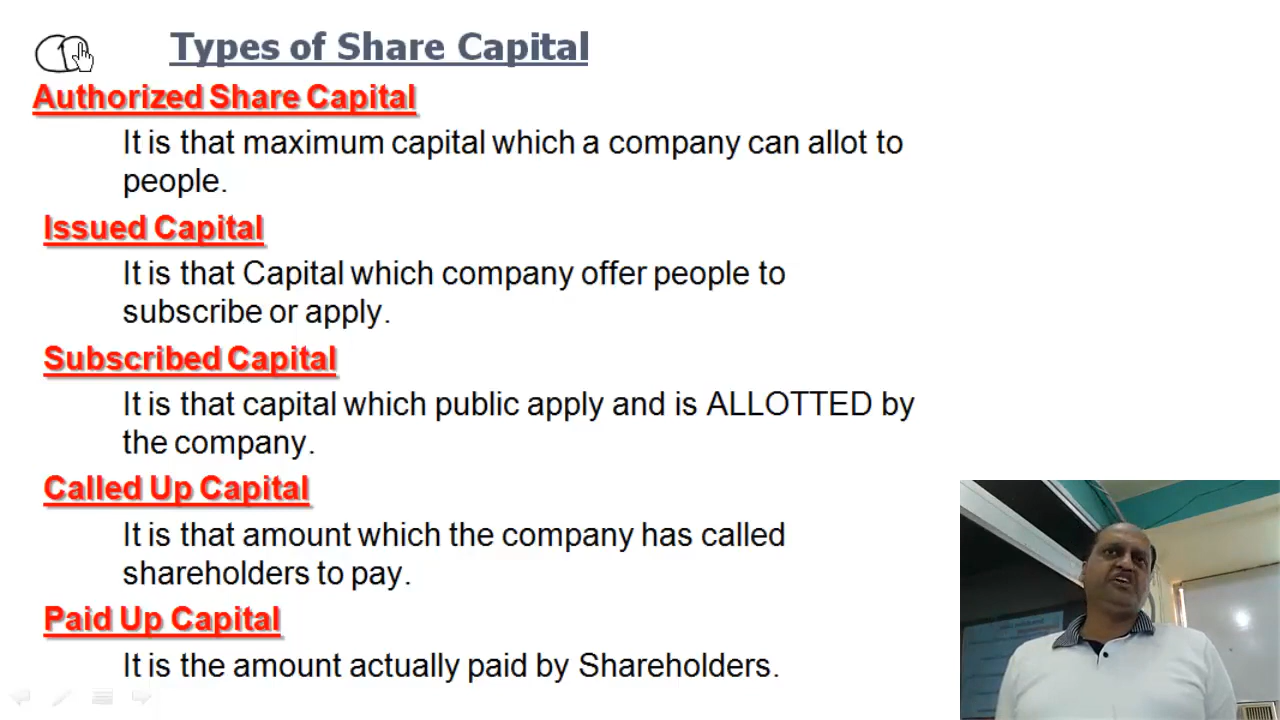 Types of Share Capital
Authorized Share Capital
It is that maximum capital which a company can allot to
people.
Issued Capital
It is that Capital which company offer people to
subscribe or apply.
Subscribed Capital
It is that capital which public apply and is ALLOTTED by
the company.
Called Up Capital
It is that amount which the company has called
shareholders to pay.
Paid Up Capital
It is the amount actually paid by Shareholders.